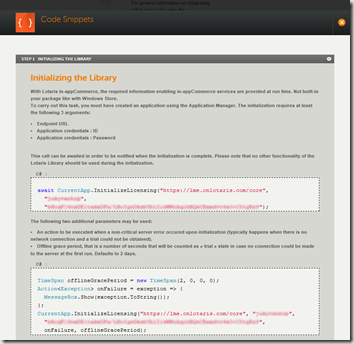 For general information on integrating
Code Snippets
STEP 1: INITIALIZING THE LIBRARY
Initializing the Library
With Lotaris in-appCommerce, the required information enabling in-appCommerce services are provided at run time. Not built-in
your package like with Windows Store.
To carry out this task, you must have created an application using the Application Manager. The initialization requires at least
the following 3 arguments:
• Endpoint URL
• Application credentials : ID
• Application credentials : Password
This call can be awaited in order to be notified when the initialization is complete. Please note that no other functionality of the
Lotaris Library should be used during the initialization.
C# :
await CurrentApp.InitializeLicensing("https://lme.onlotaris.com/core",
The following two additional parameters may be used:
• An action to be executed when a non-critical server error occured upon initialization (typically happens when there is no
network connection and a trial could not be obtained).
• Offline grace period, that is a number of seconds that will be counted as « trial » state in case no connection could be made
to the server at the first run. Defaults to 2 days.
C# :
TimeSpan offlineGracePeriod = new TimeSpan(2, 0, 0, 0);
Action<Exception> onFailure = exception => {
MessageBox.Show(exception.ToString());
};
CurrentApp.InitializeLicensing("https://lme.onlotaris.com/core",
onFailure, offlineGracePeriod);